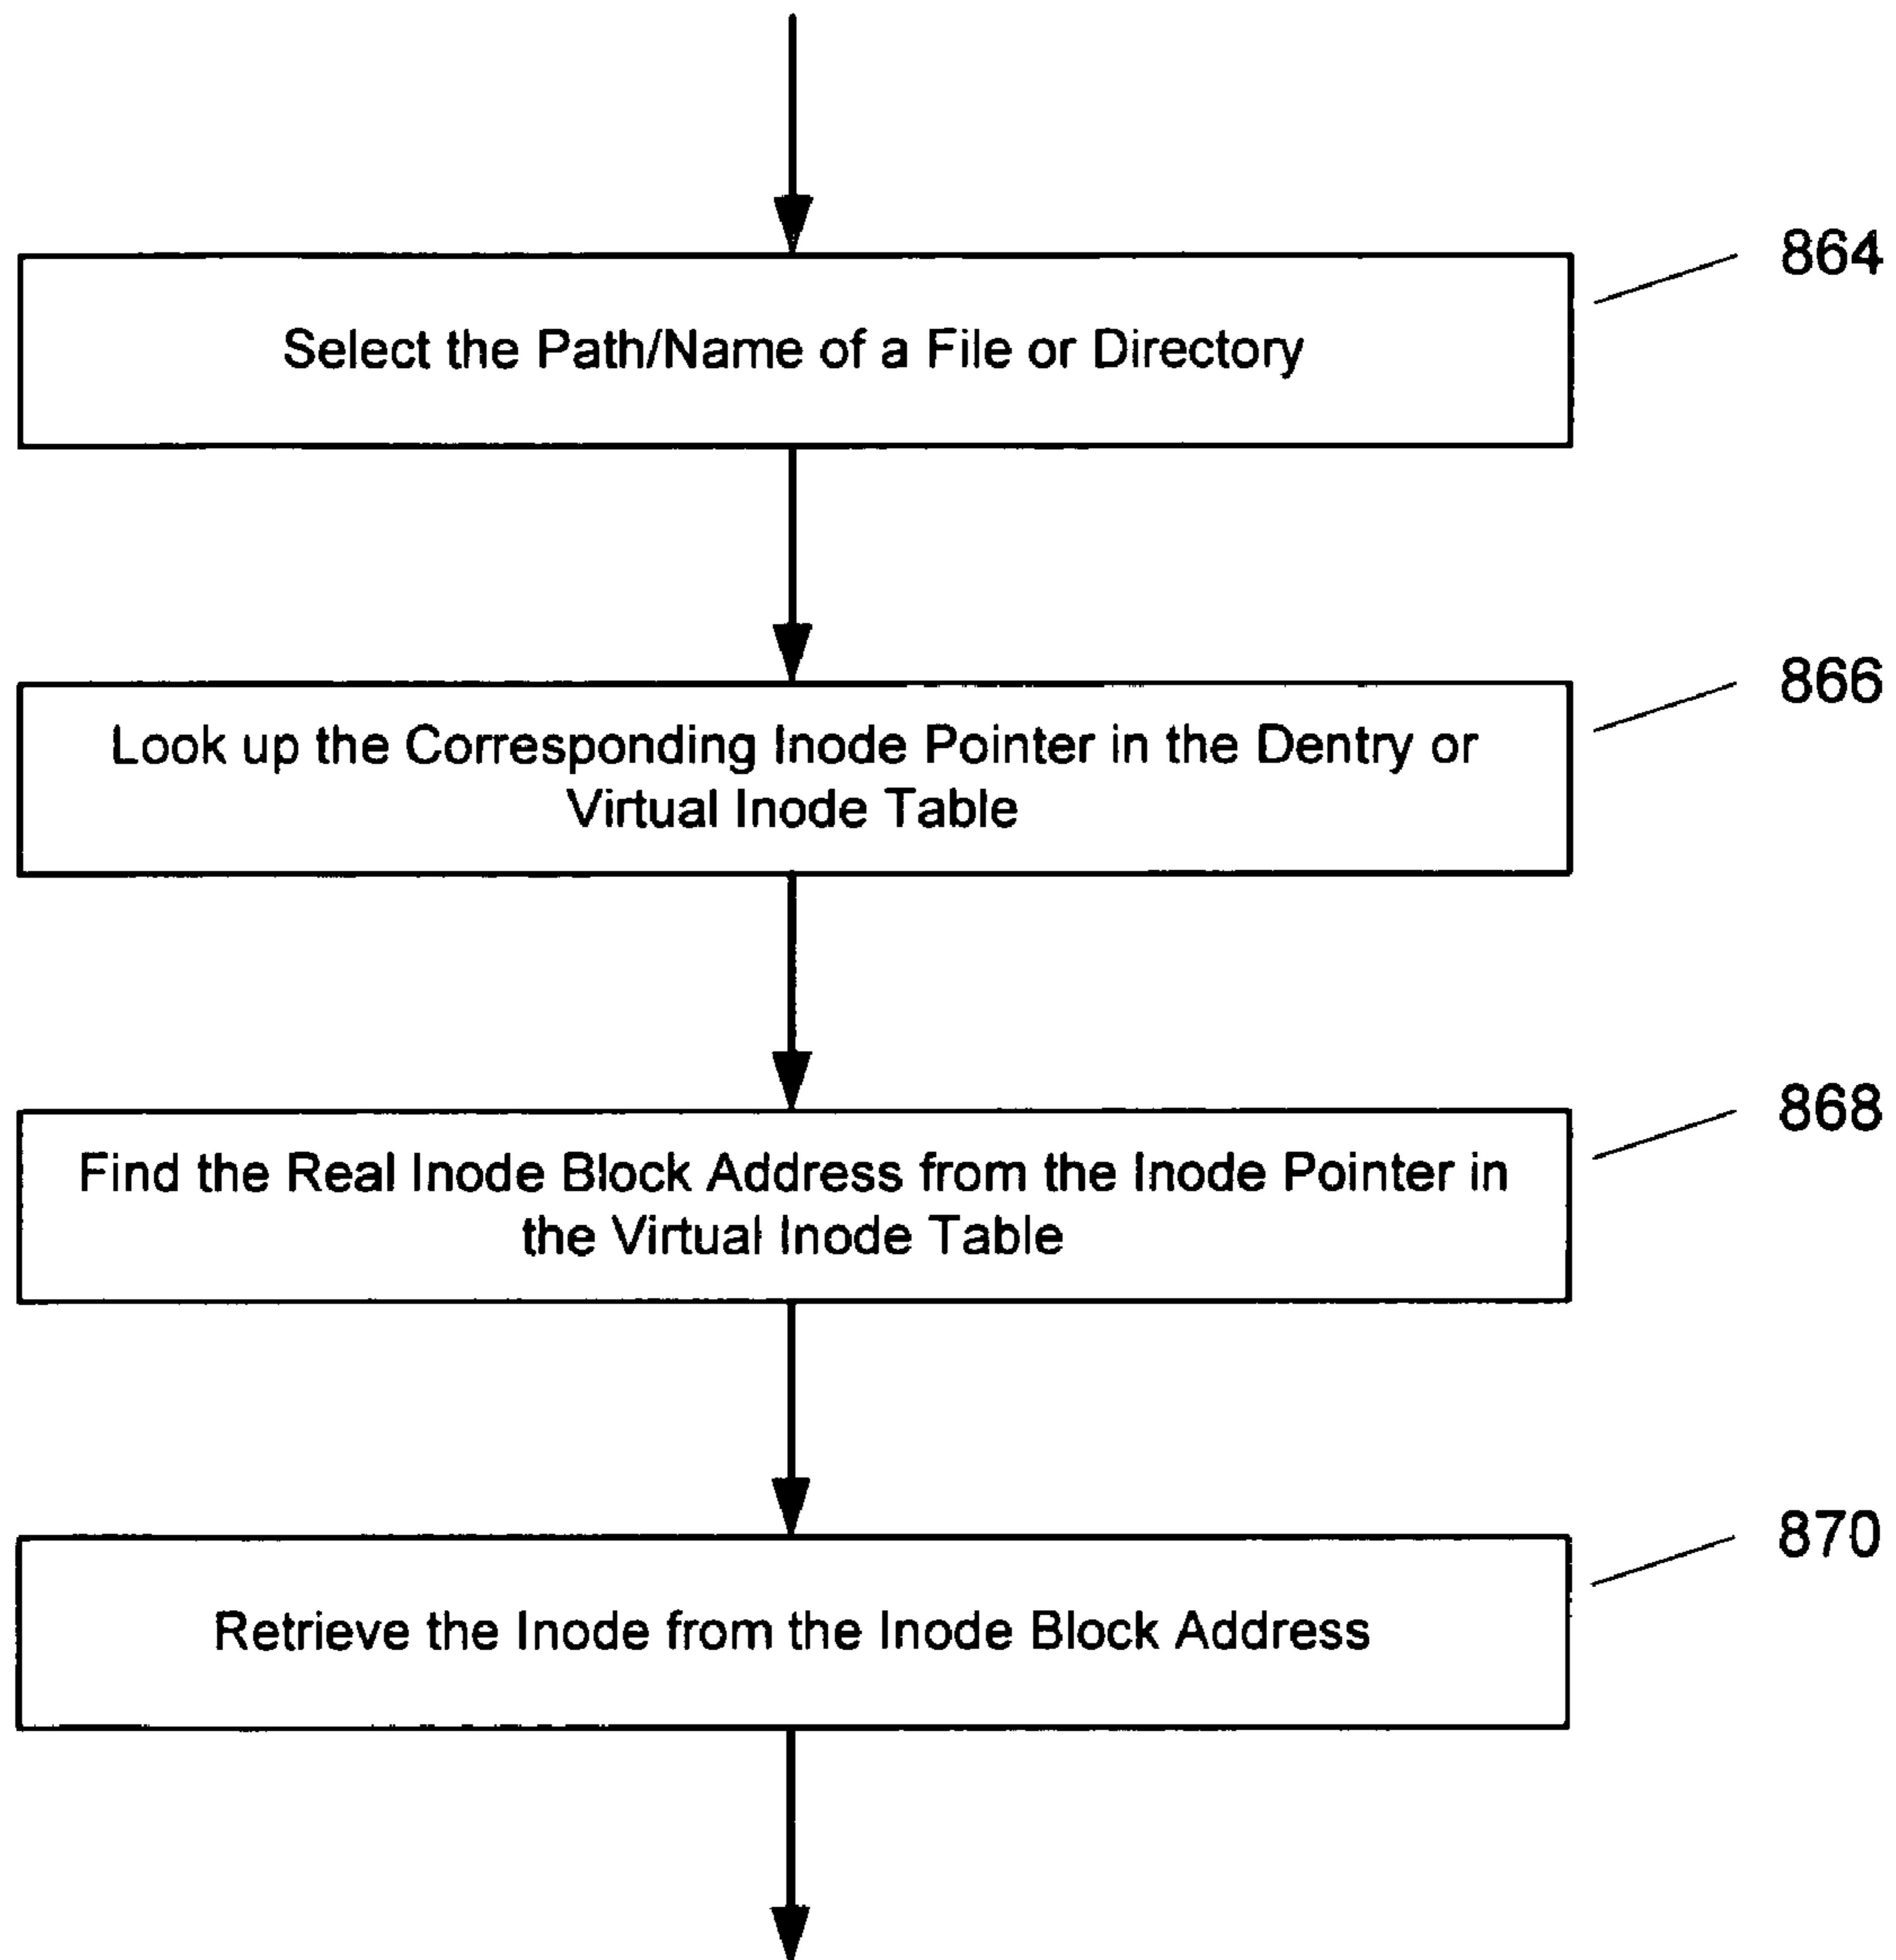 864
Select the Path/Name of a File or Directory
866
Look up the Corresponding Inode Pointer in the Dentry or
Virtual Inode Table
868
Find the Real Inode Block Address from the Inode Pointer in
the Virtual Inode Table
870
Retrieve the Inode from the Inode Block Address